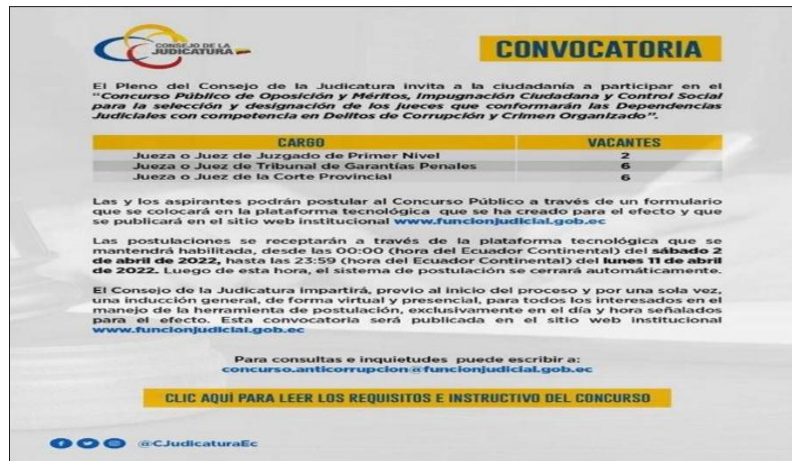 CONSEJO DE LA
JUDICATURA
CONVOCATORIA
El Pleno del Consejo de la Judicatura invita a la ciudadanía a participar en el
"Concurso Público de Oposición y Méritos, Impugnación Ciudadana y Control Social
para la selección y designación de los jueces que conformarán las Dependencias
Judiciales con competencia en Delitos de Corrupción y Crimen Organizado".
CARGO VACANTES
Jueza o Juez de Juzgado de Primer Nivel 2
Jueza o Juez de Tribunal de Garantías Penales 6
Jueza o Juez de la Corte Provincial 6
Las y los aspirantes podrán postular al Concurso Público a través de un formulario
que se colocará en la plataforma tecnológica que se ha creado para el efecto y que
se publicará en el sitio web institucional www.funcionjudicial.gob.ec
Las postulaciones se receptarán a través de la plataforma tecnológica que se
mantendrá habilitada, desde las 00:00 (hora del Ecuador Continental) del sábado 2
de abril de 2022, hasta las 23:59 (hora del Ecuador Continental) del lunes 11 de abril
de 2022. Luego de esta hora, el sistema de postulación se cerrará automáticamente.
El Consejo de la Judicatura impartirá, previo al inicio del proceso y por una sola vez,
una inducción general, de forma virtual y presencial, para todos los interesados en el
manejo de la herramienta de postulación, exclusivamente en el día y hora señalados
para el efecto. Esta convocatoria será publicada en el sitio web institucional
www.funcionjudicial.gob.ec
Para consultas e inquietudes puede escribir a:
concurso.anticorrupcion@funcionjudicial.gob.ec
CLIC AQUÍ PARA LEER LOS REQUISITOS E INSTRUCTIVO DEL CONCURSO
@CJudicaturaEc